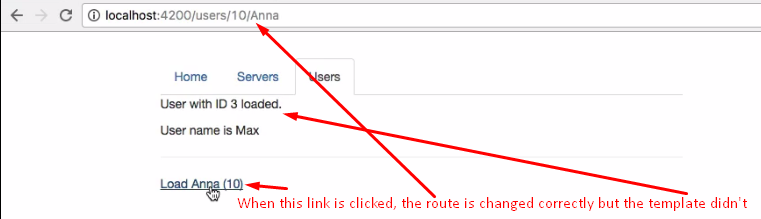 localhost:4200/users/10/Anna
Home Servers Users
User with ID 3 loaded.
User name is Max
Load Anna (10)
When this link is clicked, the route is changed correctly but the template didn't